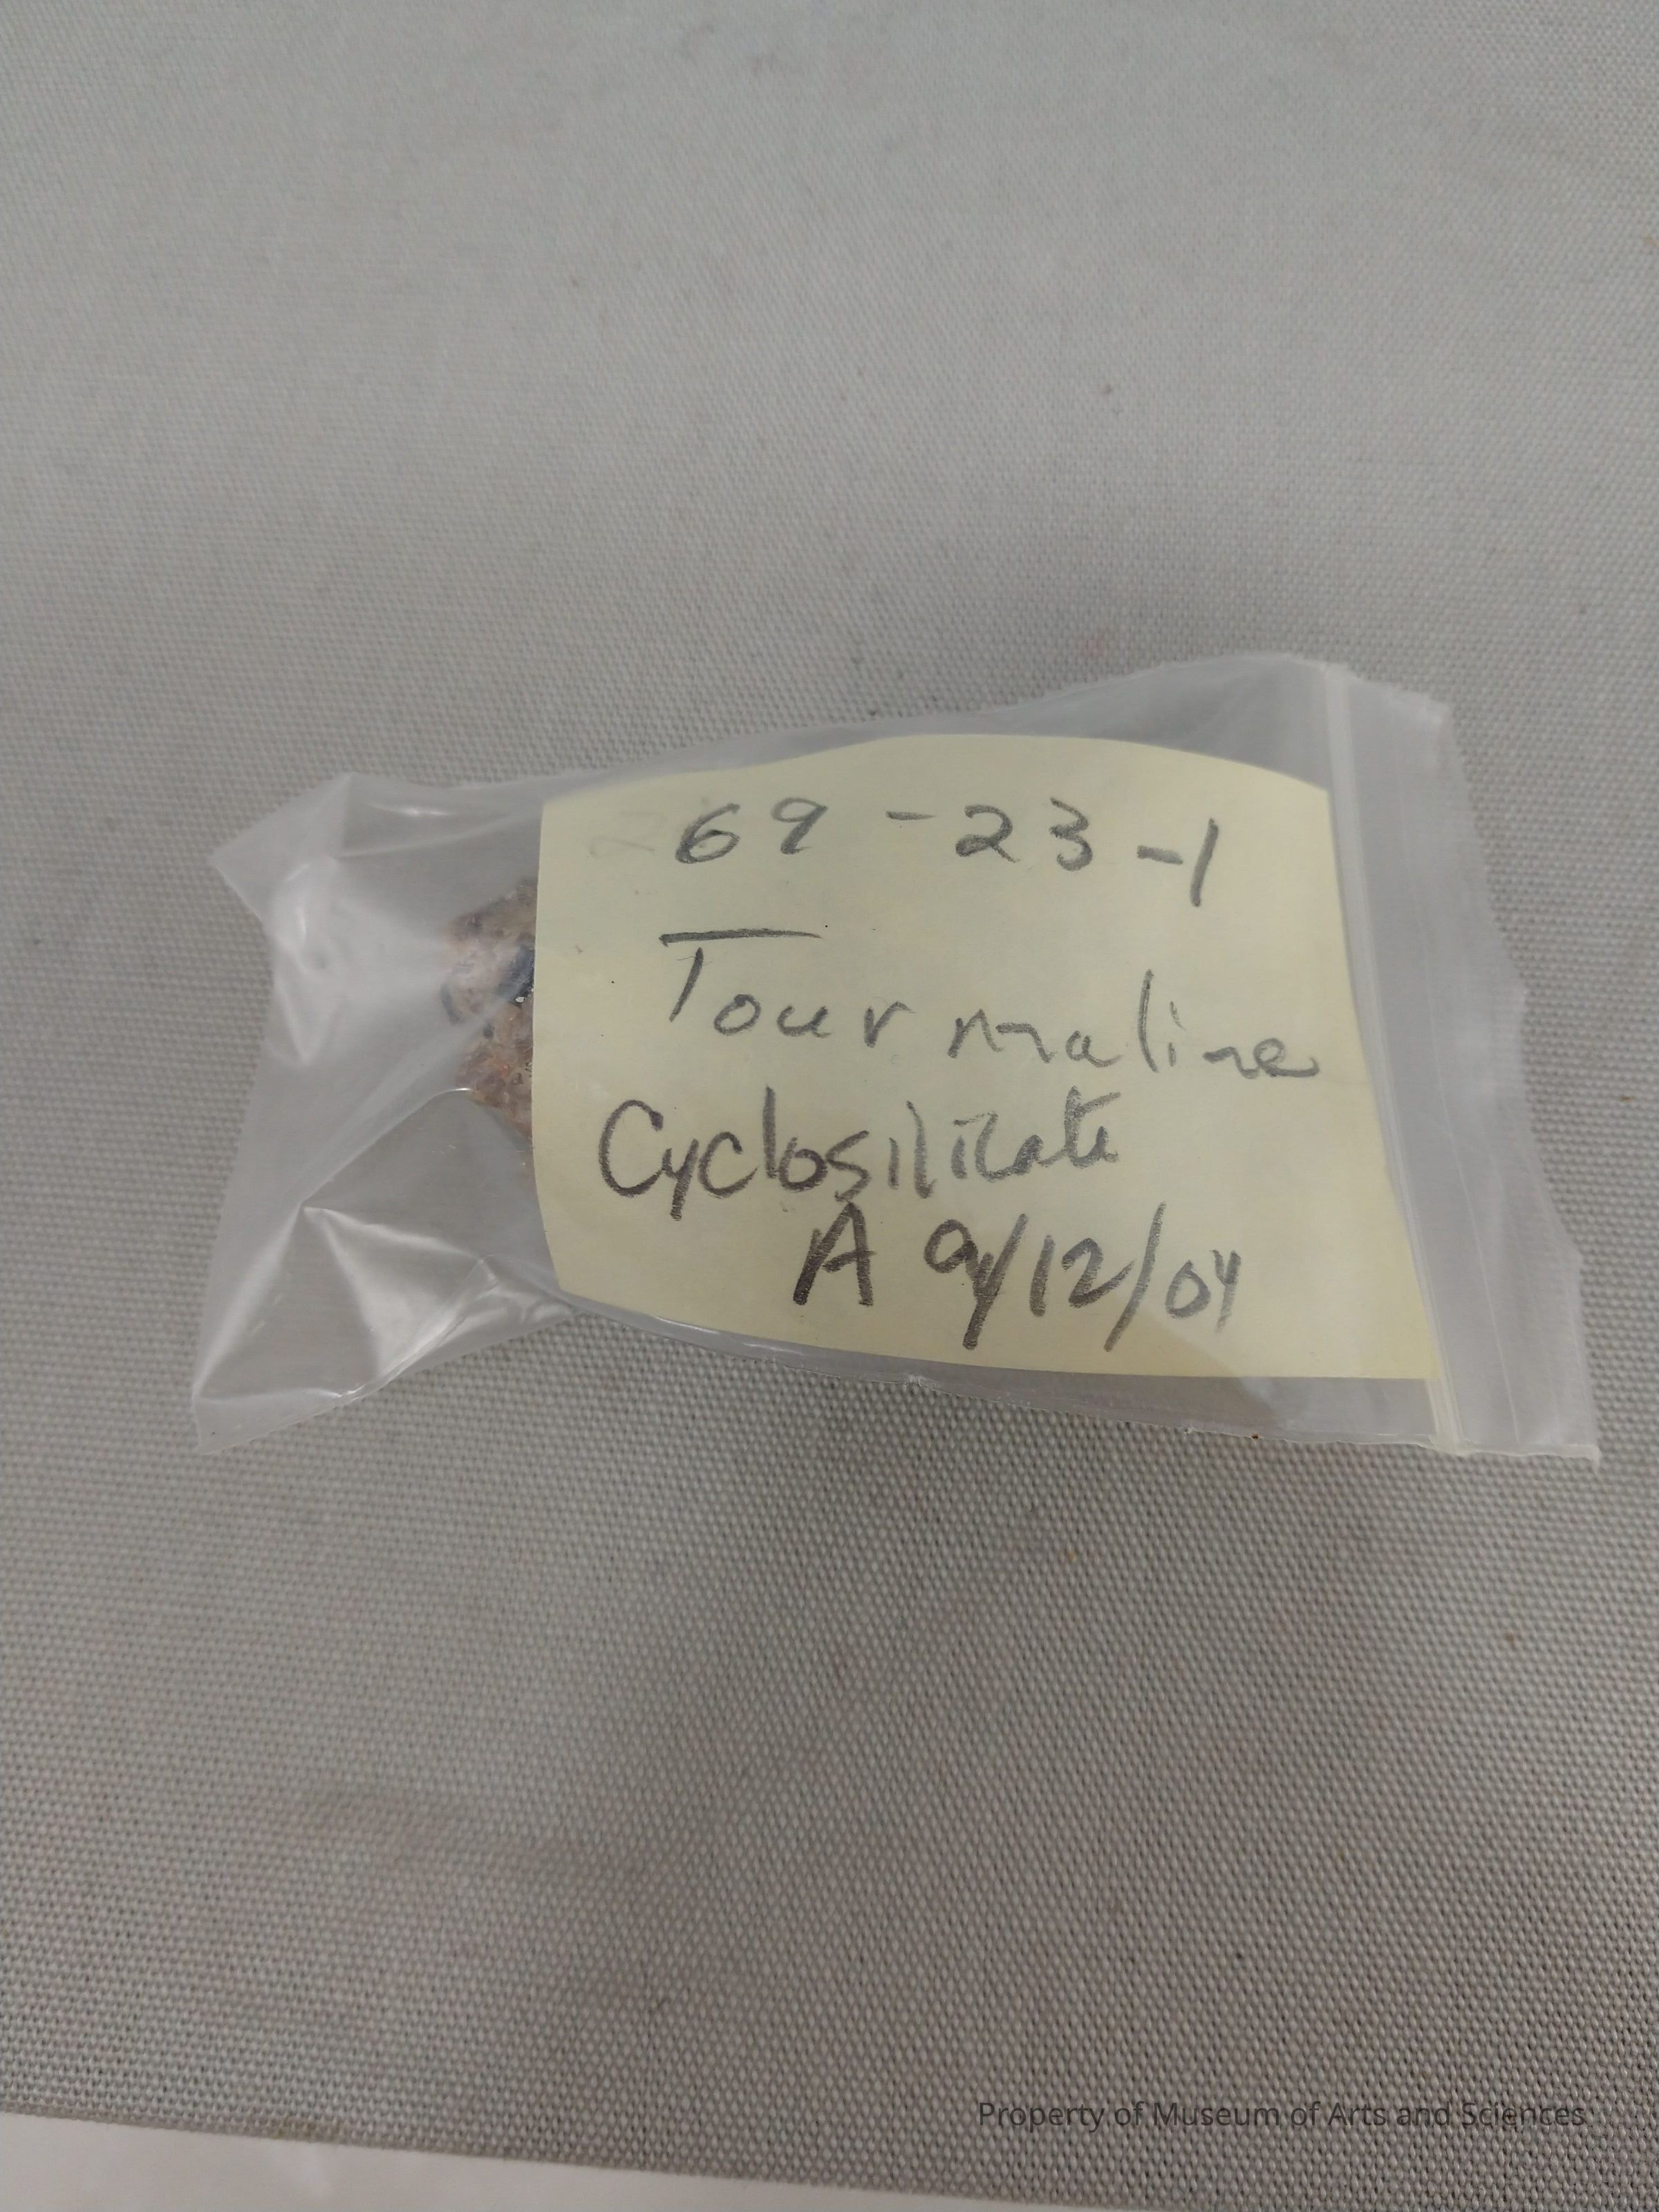 69-23-1
Tourmaline
Cyclosilicate
A 9/12/04
Property of Museum of Arts and Sciences